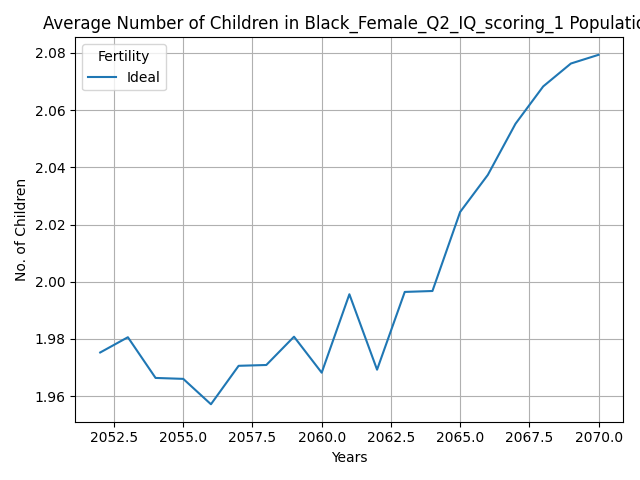 Average Number of Children in Black_Female_Q2_IQ_scoring_1 Populatio
Fertility
Ideal
2.08
2.06
2.04
2.02
2.00
1.98
1.96
No. of Children
2052.5 2055.0 2057.5 2060.0 2062.5 2065.0 2067.5 2070.0
Years